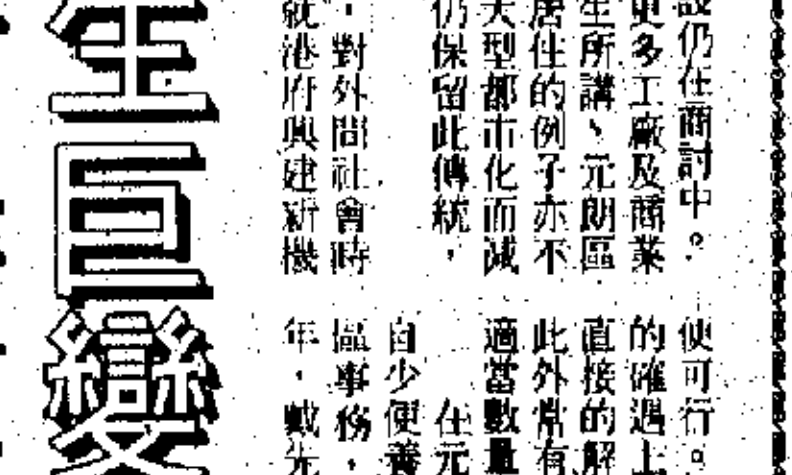 設仍在商討中。
更多工廠及商業
生所講、元朗區
居住的例子亦不
大型都市化而減
仍保留此傳統，
，對外間社會時
就港府興建新機
便可行。
的確遇上
直接的解
此外常有
適當數量
在元
自少便養
區事務，
年，戴先
生巨變